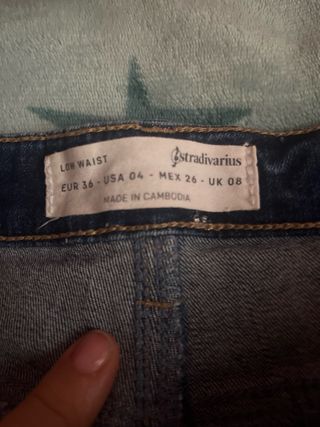 LOW WAIST
stradivarius
EUR 36 - USA 04 - MEX 26 - UK 08
MADE IN CAMBODIA